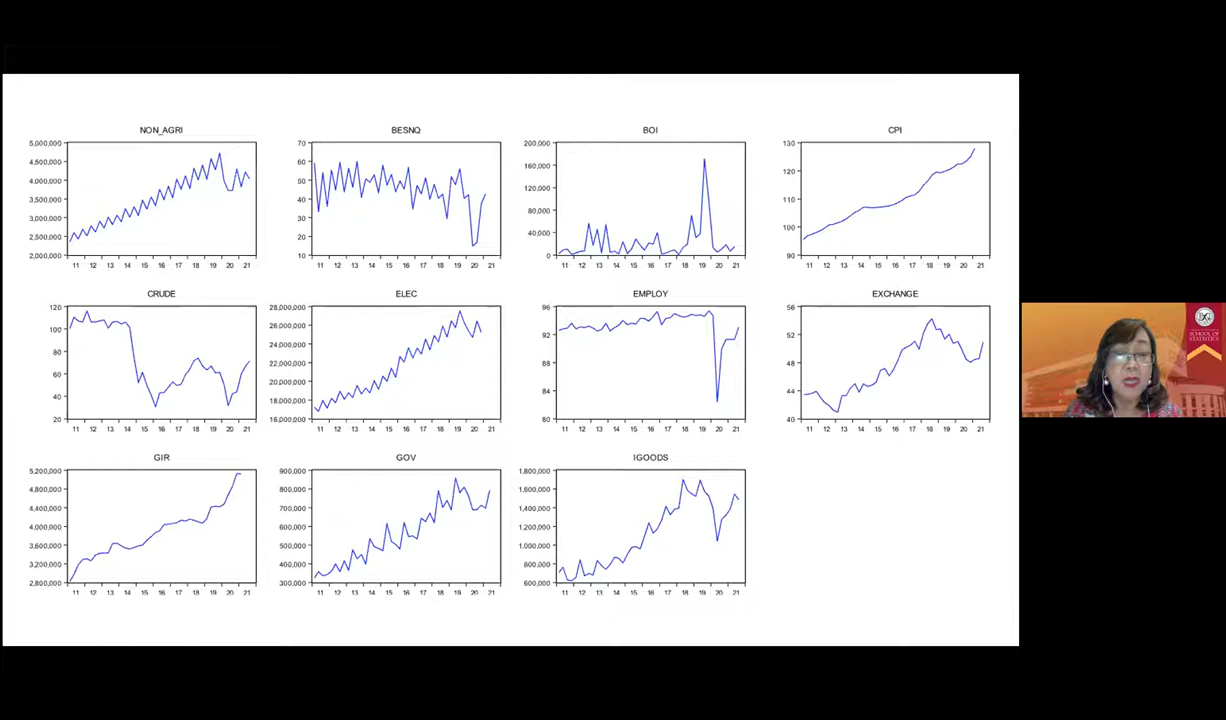 NON_AGRI
5,000,000
4,500,000
4,000,000
3,500,000
3,000,000
2,500,000
2,000,000
11 12 13 14 15 16 17 18 19 20 21
BESNQ
70
60
50
40
30
20
10
11 12 13 14 15 16 17 18 19 20 21
BOI
200,000
160,000
120,000
80,000
40,000
0
11 12 13 14 15 16 17 18 19 20 21
CPI
130
120
110
100
90
11 12 13 14 15 16 17 18 19 20 21
CRUDE
120
100
80
60
40
20
11 12 13 14 15 16 17 18 19 20 21
ELEC
28,000,000
26,000,000
24,000,000
22,000,000
20,000,000
18,000,000
16,000,000
11 12 13 14 15 16 17 18 19 20 21
EMPLOY
96
92
88
84
80
11 12 13 14 15 16 17 18 19 20 21
EXCHANGE
56
52
48
44
40
11 12 13 14 15 16 17 18 19 20 21
GIR
5,200,000
4,800,000
4,400,000
4,000,000
3,600,000
3,200,000
2,800,000
11 12 13 14 15 16 17 18 19 20 21
GOV
900,000
800,000
700,000
600,000
500,000
400,000
300,000
11 12 13 14 15 16 17 18 19 20 21
IGOODS
1,800,000
1,600,000
1,400,000
1,200,000
1,000,000
800,000
600,000
11 12 13 14 15 16 17 18 19 20 21
SCHOOL OF
STATISTICS